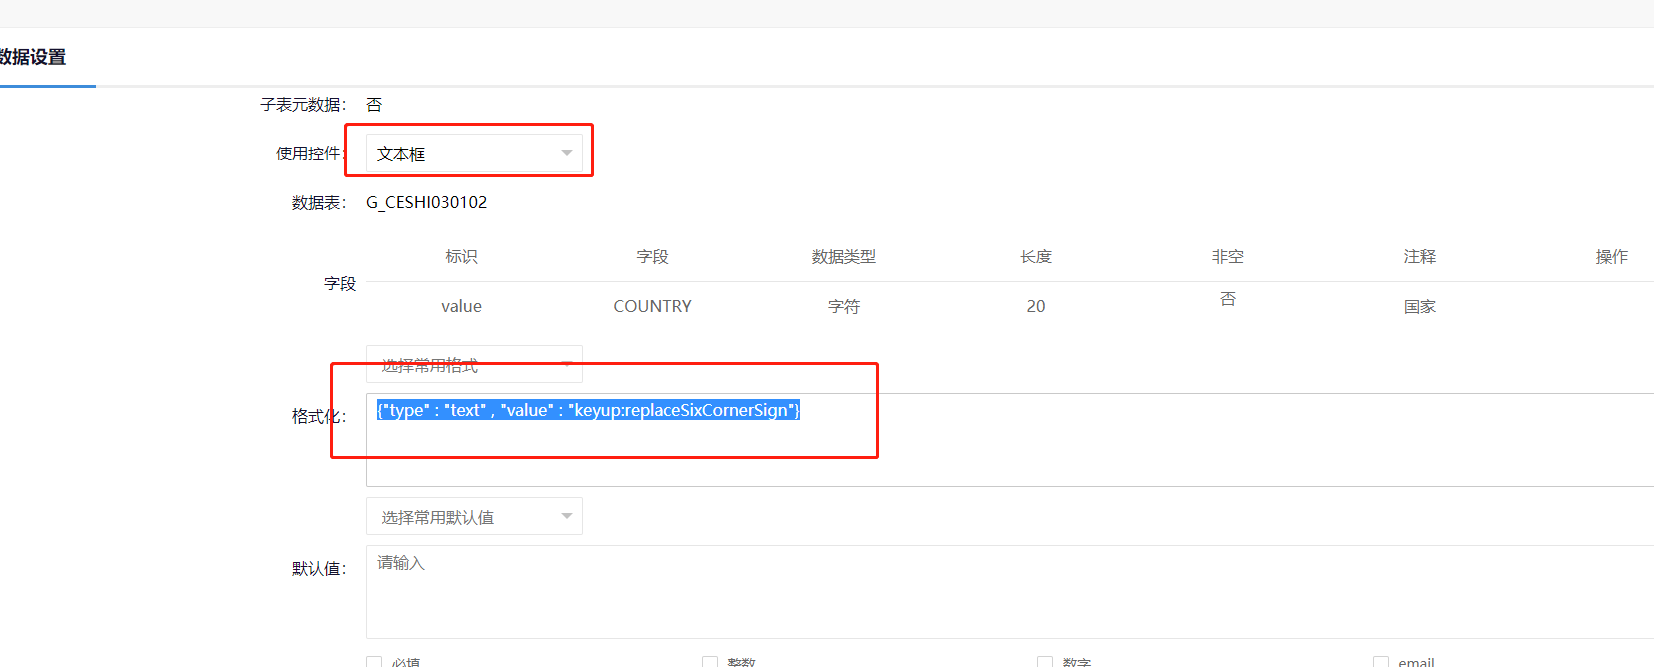 数据设置
子表元数据： 否
使用控件： 文本框
数据表： G_CESHI030102
标识 字段 数据类型 长度 非空 注释 操作
字段
value COUNTRY 字符 20 否 国家
选择常用格式
格式化： {"type" : "text" , "value" : "keyup:replaceSixCornerSign"}
选择常用默认值
默认值： 请输入
必填 整数 数字 email